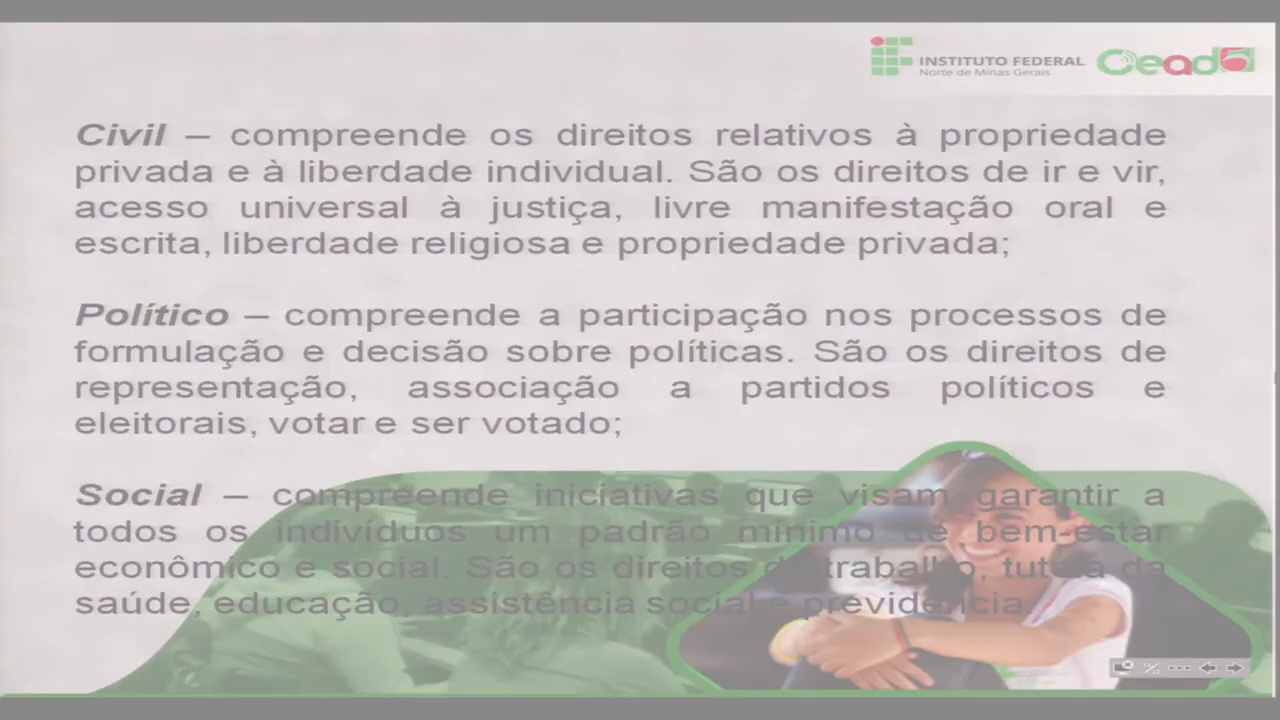 INSTITUTO FEDERAL
Norte de Minas Gerais
Cead
Civil – compreende os direitos relativos à propriedade
privada e à liberdade individual. São os direitos de ir e vir,
acesso universal à justiça, livre manifestação oral e
escrita, liberdade religiosa e propriedade privada;
Político – compreende a participação nos processos de
formulação e decisão sobre políticas. São os direitos de
representação, associação a partidos políticos e
eleitorais, votar e ser votado;
Social – compreende iniciativas que visam garantir a
todos os indivíduos um padrão mínimo de bem-estar
econômico e social. São os direitos do trabalho, tutela da
saúde, educação, assistência social e previdência.